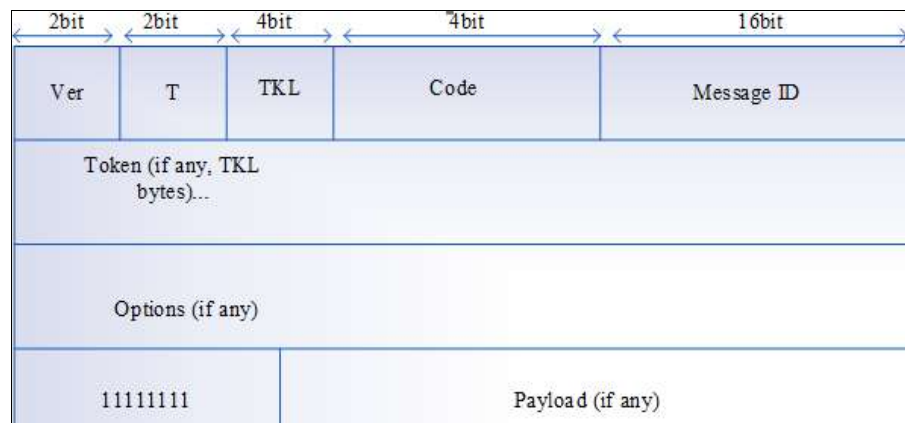 2bit 2bit 4bit 4bit 16bit
Ver T TKL Code Message ID
Token (if any, TKL
bytes)...
Options (if any)
11111111 Payload (if any)